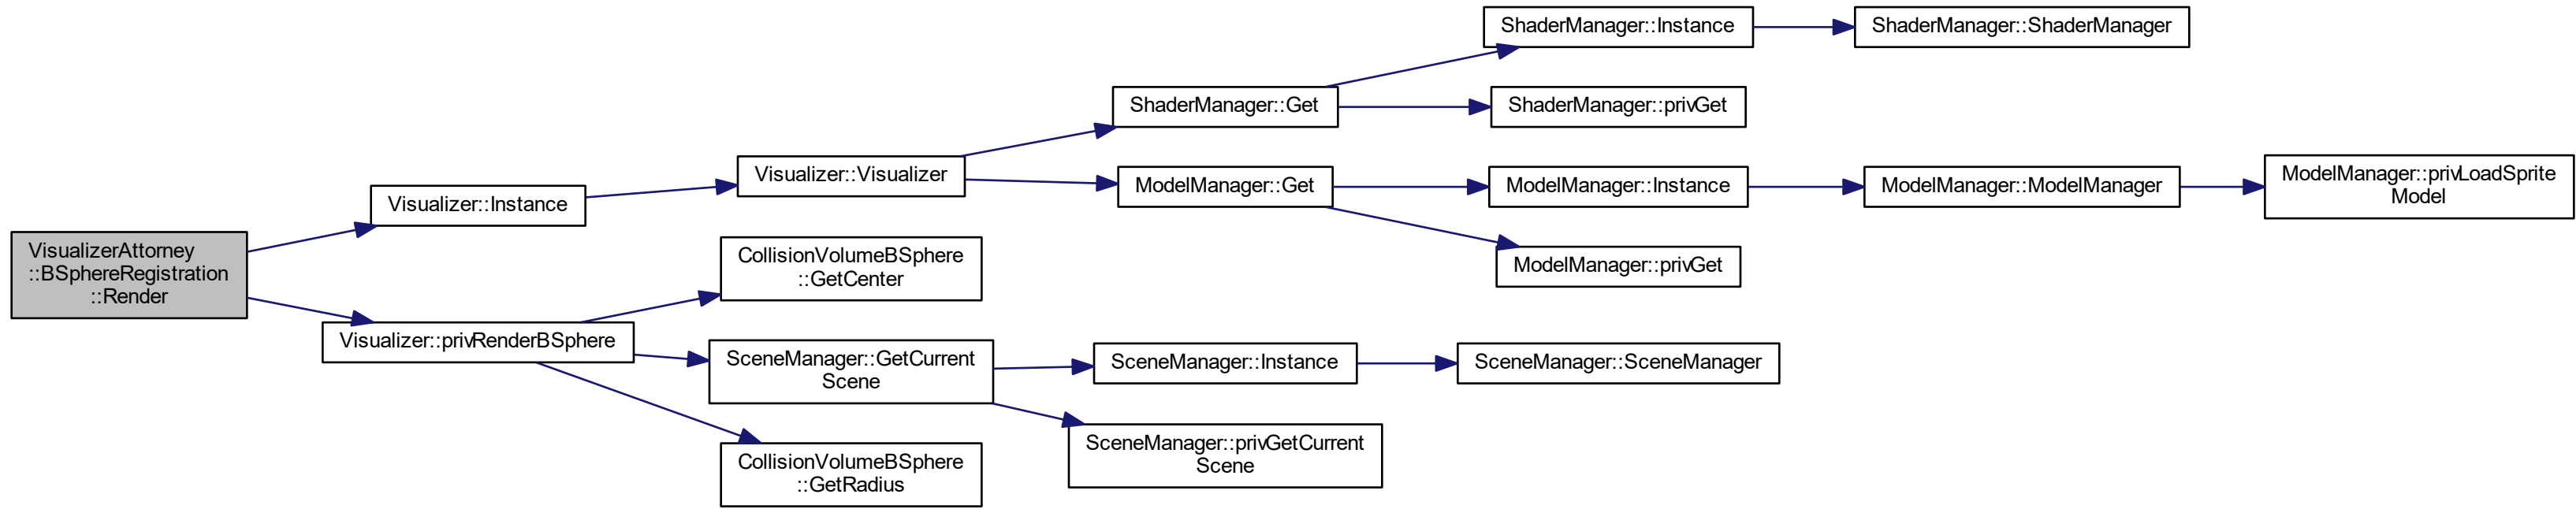 VisualizerAttorney
::BSphereRegistration
::Render
Visualizer::Instance
Visualizer::Visualizer
ShaderManager::Get
ShaderManager::Instance
ShaderManager::ShaderManager
ShaderManager::privGet
ModelManager::Get
ModelManager::Instance
ModelManager::ModelManager
ModelManager::privLoadSprite
Model
ModelManager::privGet
Visualizer::privRenderBSphere
CollisionVolumeBSphere
::GetCenter
SceneManager::GetCurrent
Scene
SceneManager::Instance
SceneManager::SceneManager
SceneManager::privGetCurrent
Scene
CollisionVolumeBSphere
::GetRadius